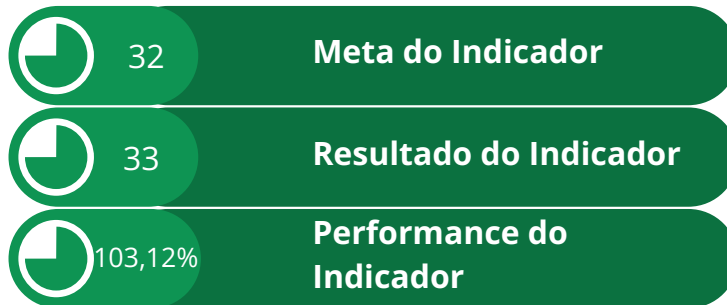 32
Meta do Indicador
33
Resultado do Indicador
103,12%
Performance do
Indicador